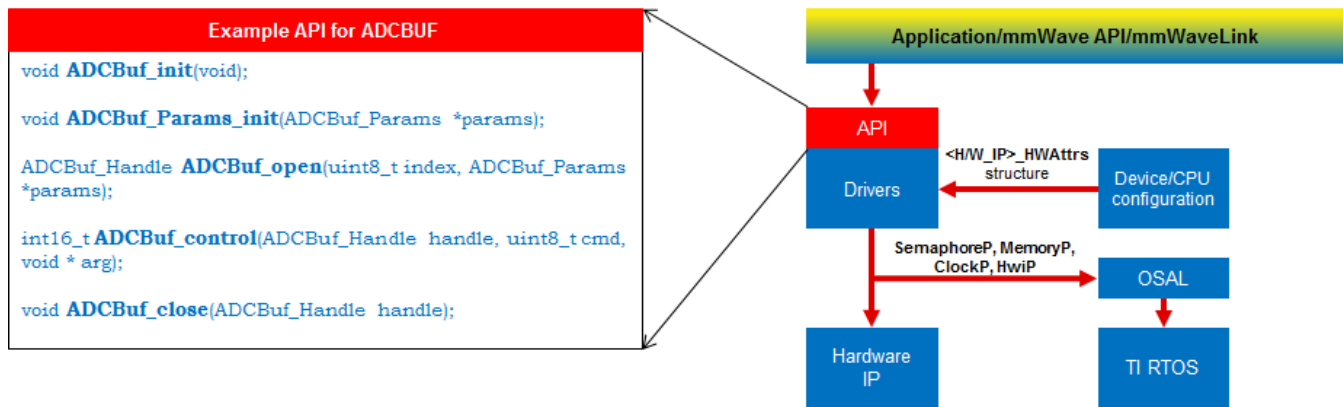 Example API for ADCBUF
void ADCBuf_init(void);
void ADCBuf_Params_init(ADCBuf_Params *params);
ADCBuf_Handle ADCBuf_open(uint8_t index, ADCBuf_Params
*params);
int16_t ADCBuf_control(ADCBuf_Handle handle, uint8_t cmd,
void * arg);
void ADCBuf_close(ADCBuf_Handle handle);
Application/mmWave API/mmWaveLink
API
Drivers
<H/W_IP>_HWAttrs
structure
Device/CPU
configuration
SemaphoreP, MemoryP,
ClockP, HwiP
OSAL
Hardware
IP
TI RTOS